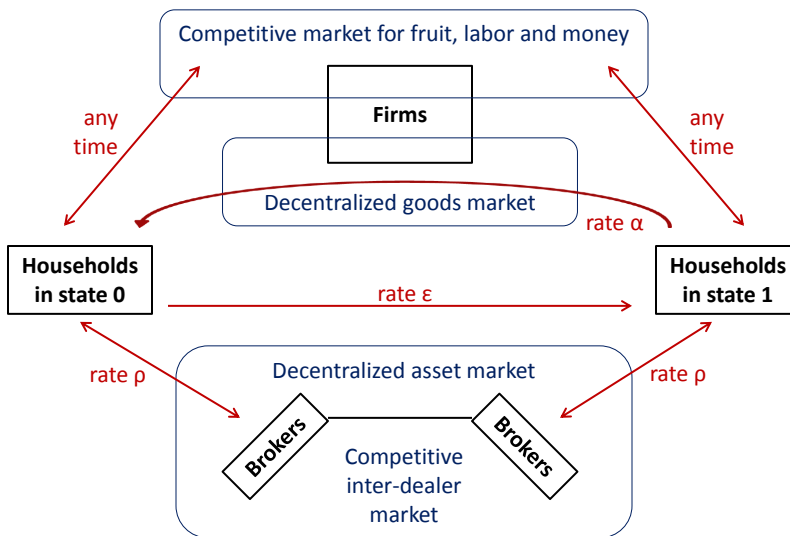 Competitive market for fruit, labor and money
any
time
Firms
any
time
Decentralized goods market
rate α
Households
in state 0
rate ε
Households
in state 1
rate ρ
Decentralized asset market
rate ρ
Brokers
Brokers
Competitive
inter-dealer
market